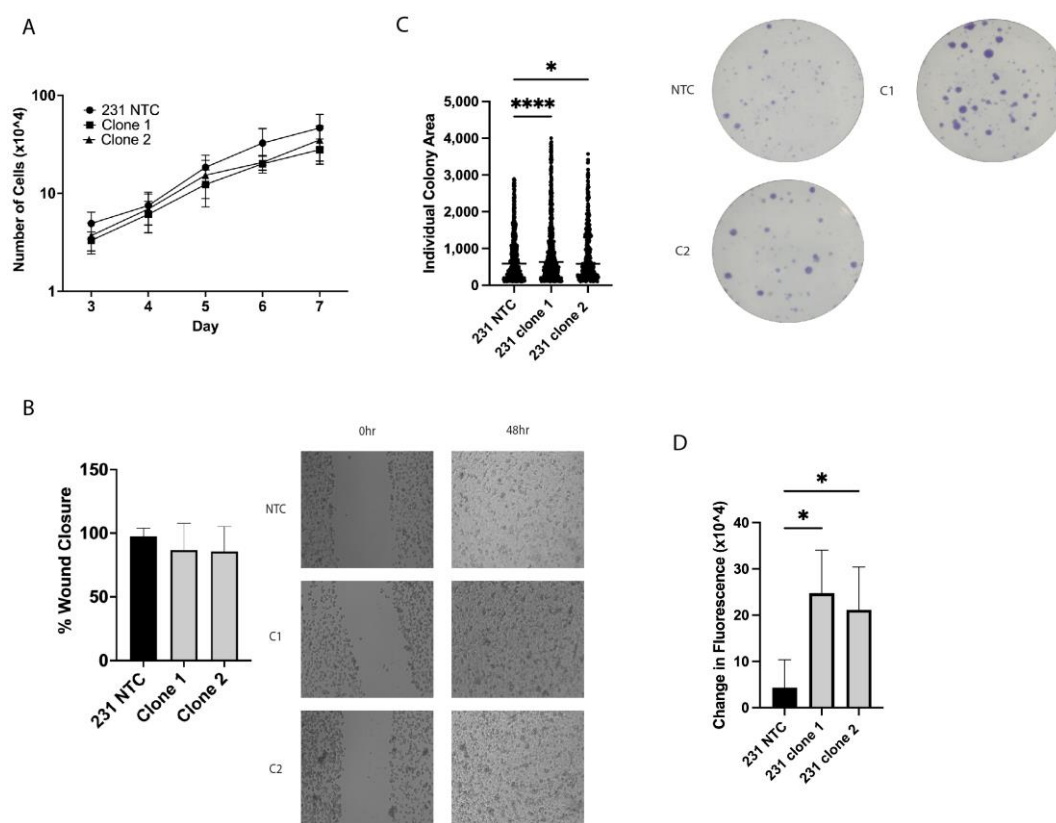 A
Number of Cells (x10^4)
100
10
1
231 NTC
Clone 1
Clone 2
3 4 5 6 7
Day
C
Individual Colony Area
5,000
4,000
3,000
2,000
1,000
0
*
****
231 NTC
231 clone 1
231 clone 2
NTC
C1
C2
B
% Wound Closure
150
100
50
0
231 NTC
Clone 1
Clone 2
0hr 48hr
NTC
C1
C2
D
Change in Fluorescence (x10^4)
40
30
20
10
0
*
*
231 NTC
231 clone 1
231 clone 2